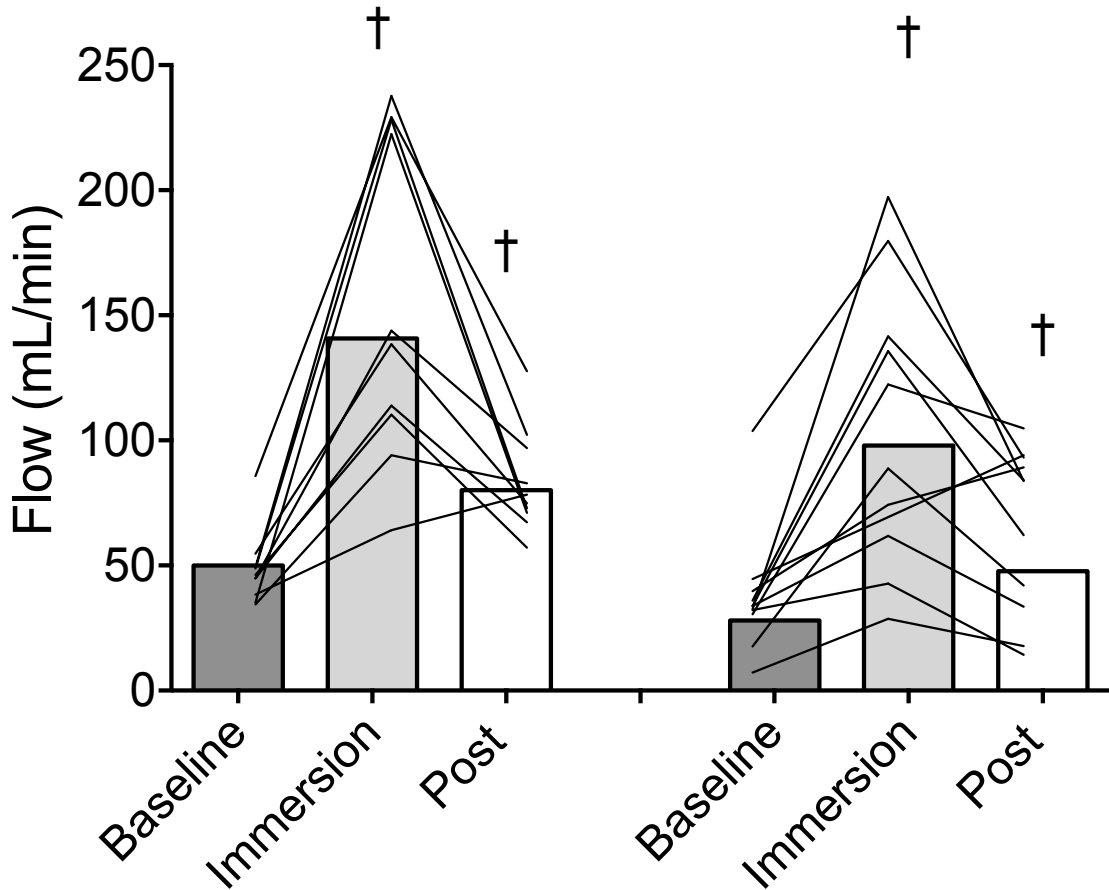 †
†
†
†
250
200
150
100
50
0
Flow (mL/min)
Baseline
Immersion
Post
Baseline
Immersion
Post